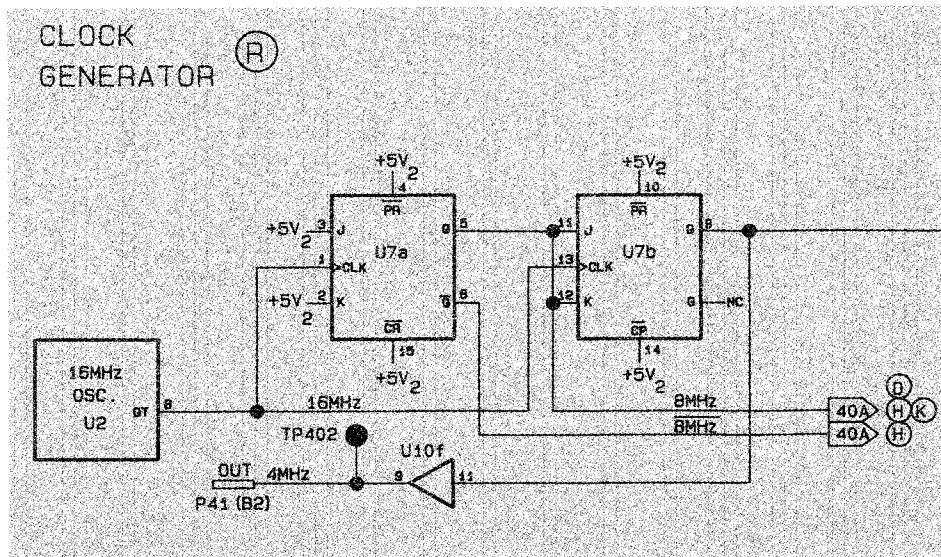 CLOCK
GENERATOR
R
+5V2
+5V2
4
10
PR
PR
+5V2
3
J
G
5
11
J
G
9
U7a
U7b
1
CLK
13
CLK
+5V2
2
K
G
6
12
K
G
NC
CR
CP
15
14
+5V2
+5V2
16MHz
OSC.
U2
OT
8
16MHz
8MHz
40A
D
H
K
8MHz
40A
H
TP402
U10f
OUT
4MHz
9
11
P41 (B2)